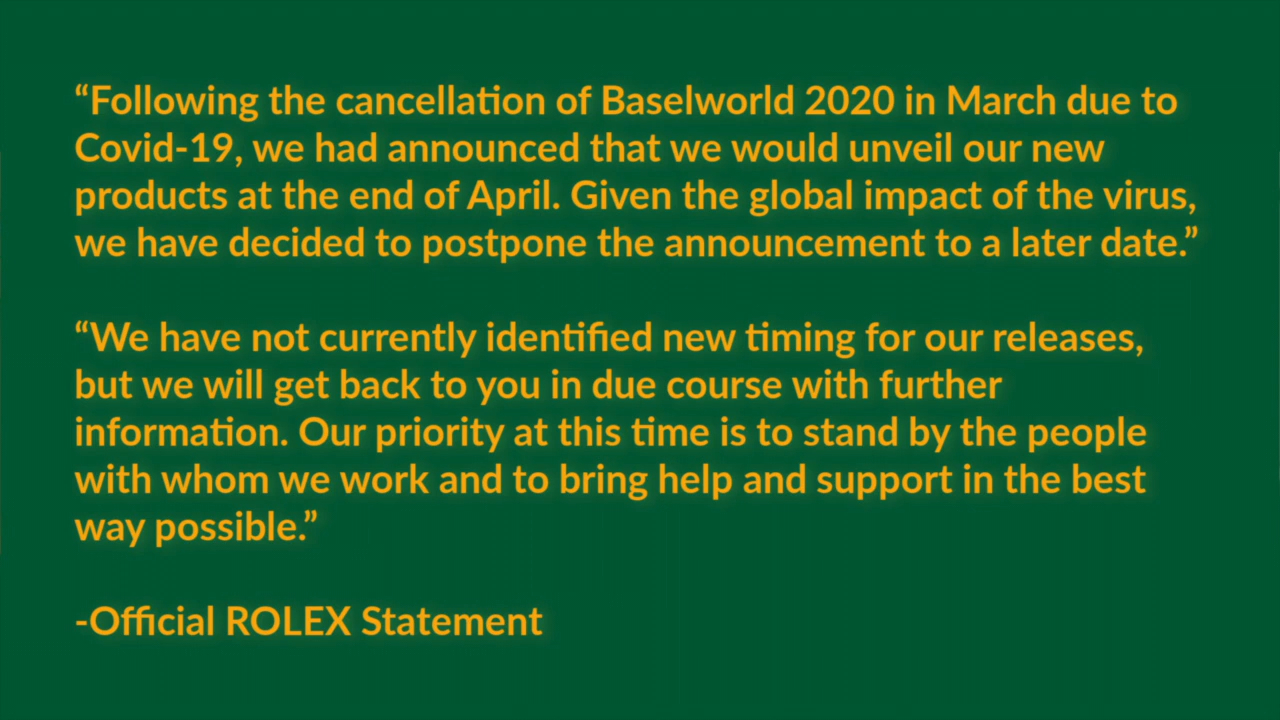 “Following the cancellation of Baselworld 2020 in March due to
Covid-19, we had announced that we would unveil our new
products at the end of April. Given the global impact of the virus,
we have decided to postpone the announcement to a later date.”
“We have not currently identified new timing for our releases,
but we will get back to you in due course with further
information. Our priority at this time is to stand by the people
with whom we work and to bring help and support in the best
way possible.”
-Official ROLEX Statement